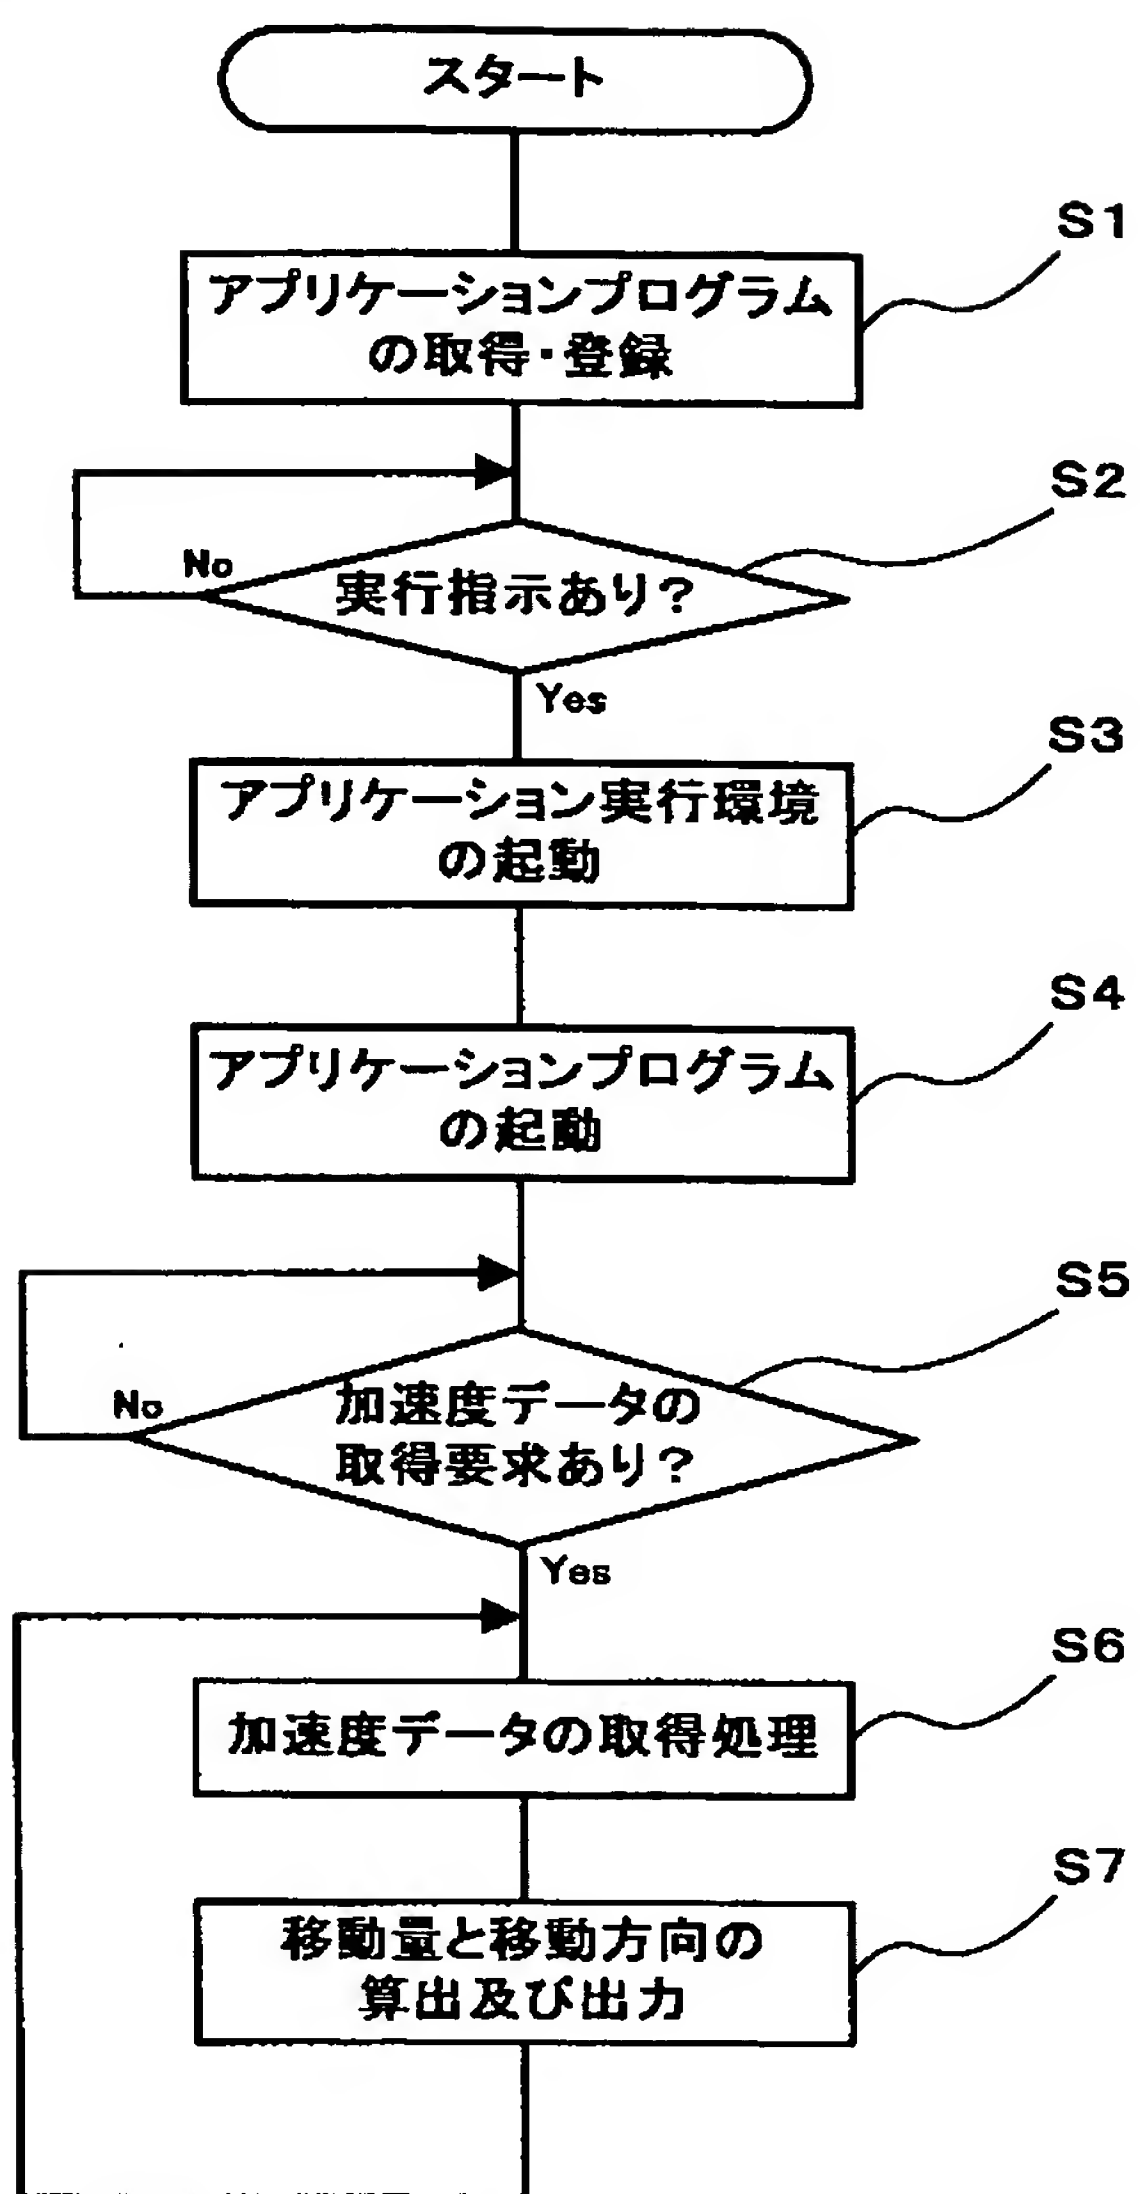 スタート
S1
アプリケーションプログラム
の取得・登録
S2
No
実行指示あり?
Yes
S3
アプリケーション実行環境
の起動
S4
アプリケーションプログラム
の起動
S5
No
加速度データの
取得要求あり?
Yes
S6
加速度データの取得処理
S7
移動量と移動方向の
算出及び出力